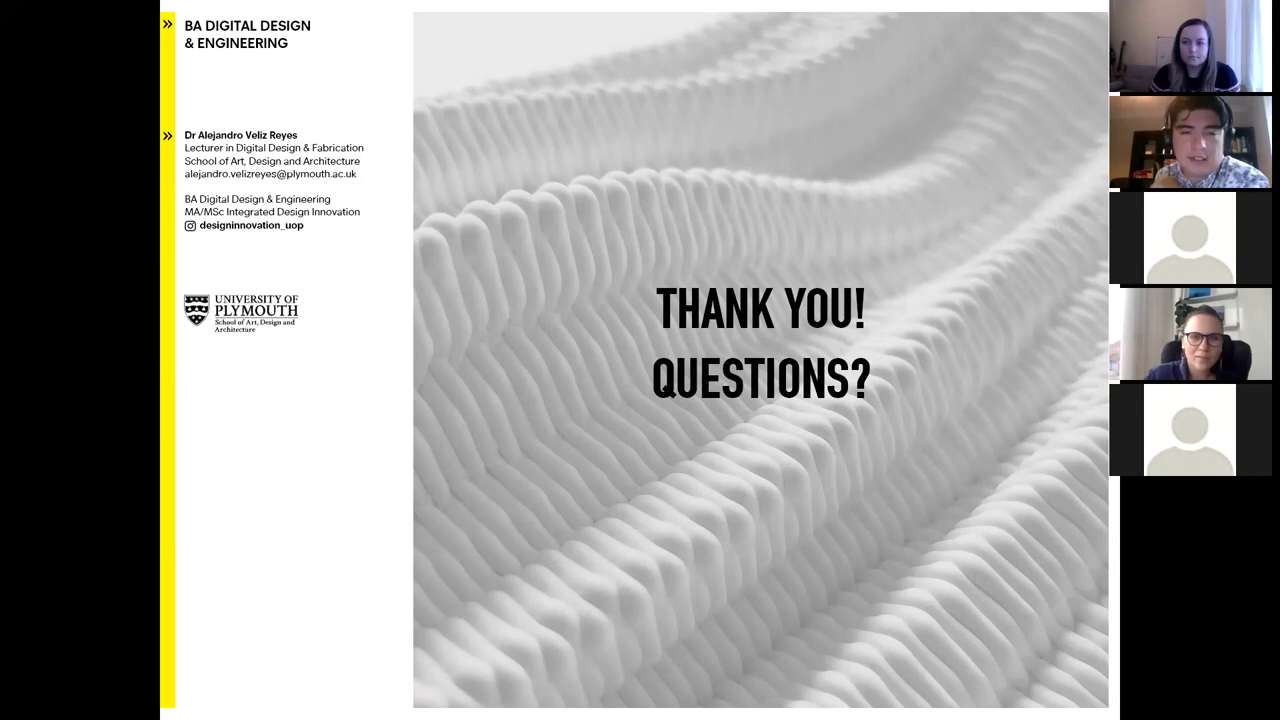 BA DIGITAL DESIGN
& ENGINEERING
Dr Alejandro Veliz Reyes
Lecturer in Digital Design & Fabrication
School of Art, Design and Architecture
alejandro.velizreyes@plymouth.ac.uk
BA Digital Design & Engineering
MA/MSc Integrated Design Innovation
designinnovation_uop
UNIVERSITY OF
PLYMOUTH
School of Art, Design and
Architecture
THANK YOU!
QUESTIONS?